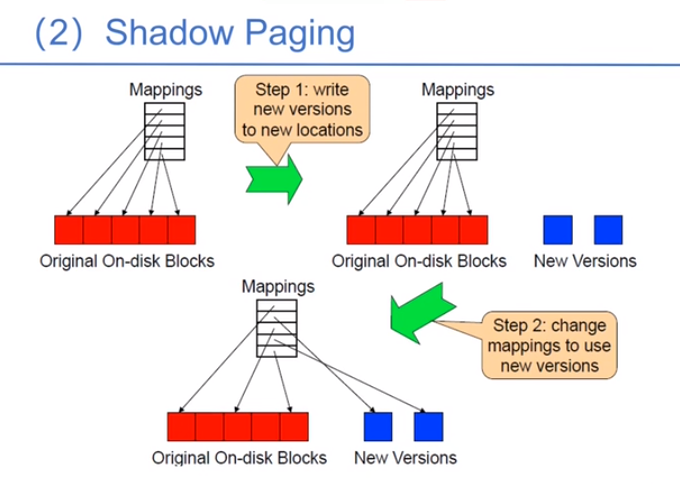 (2) Shadow Paging
Mappings
Step 1: write
new versions
to new locations
Mappings
Original On-disk Blocks
Original On-disk Blocks
New Versions
Mappings
Step 2: change
mappings to use
new versions
Original On-disk Blocks
New Versions